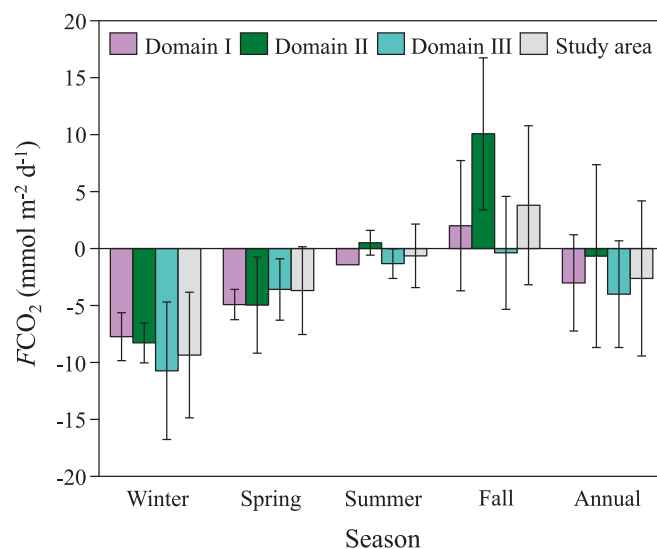 Domain I Domain II Domain III Study area
20
15
10
5
0
-5
-10
-15
-20
FCO₂ (mmol m⁻² d⁻¹)
Winter Spring Summer Fall Annual
Season